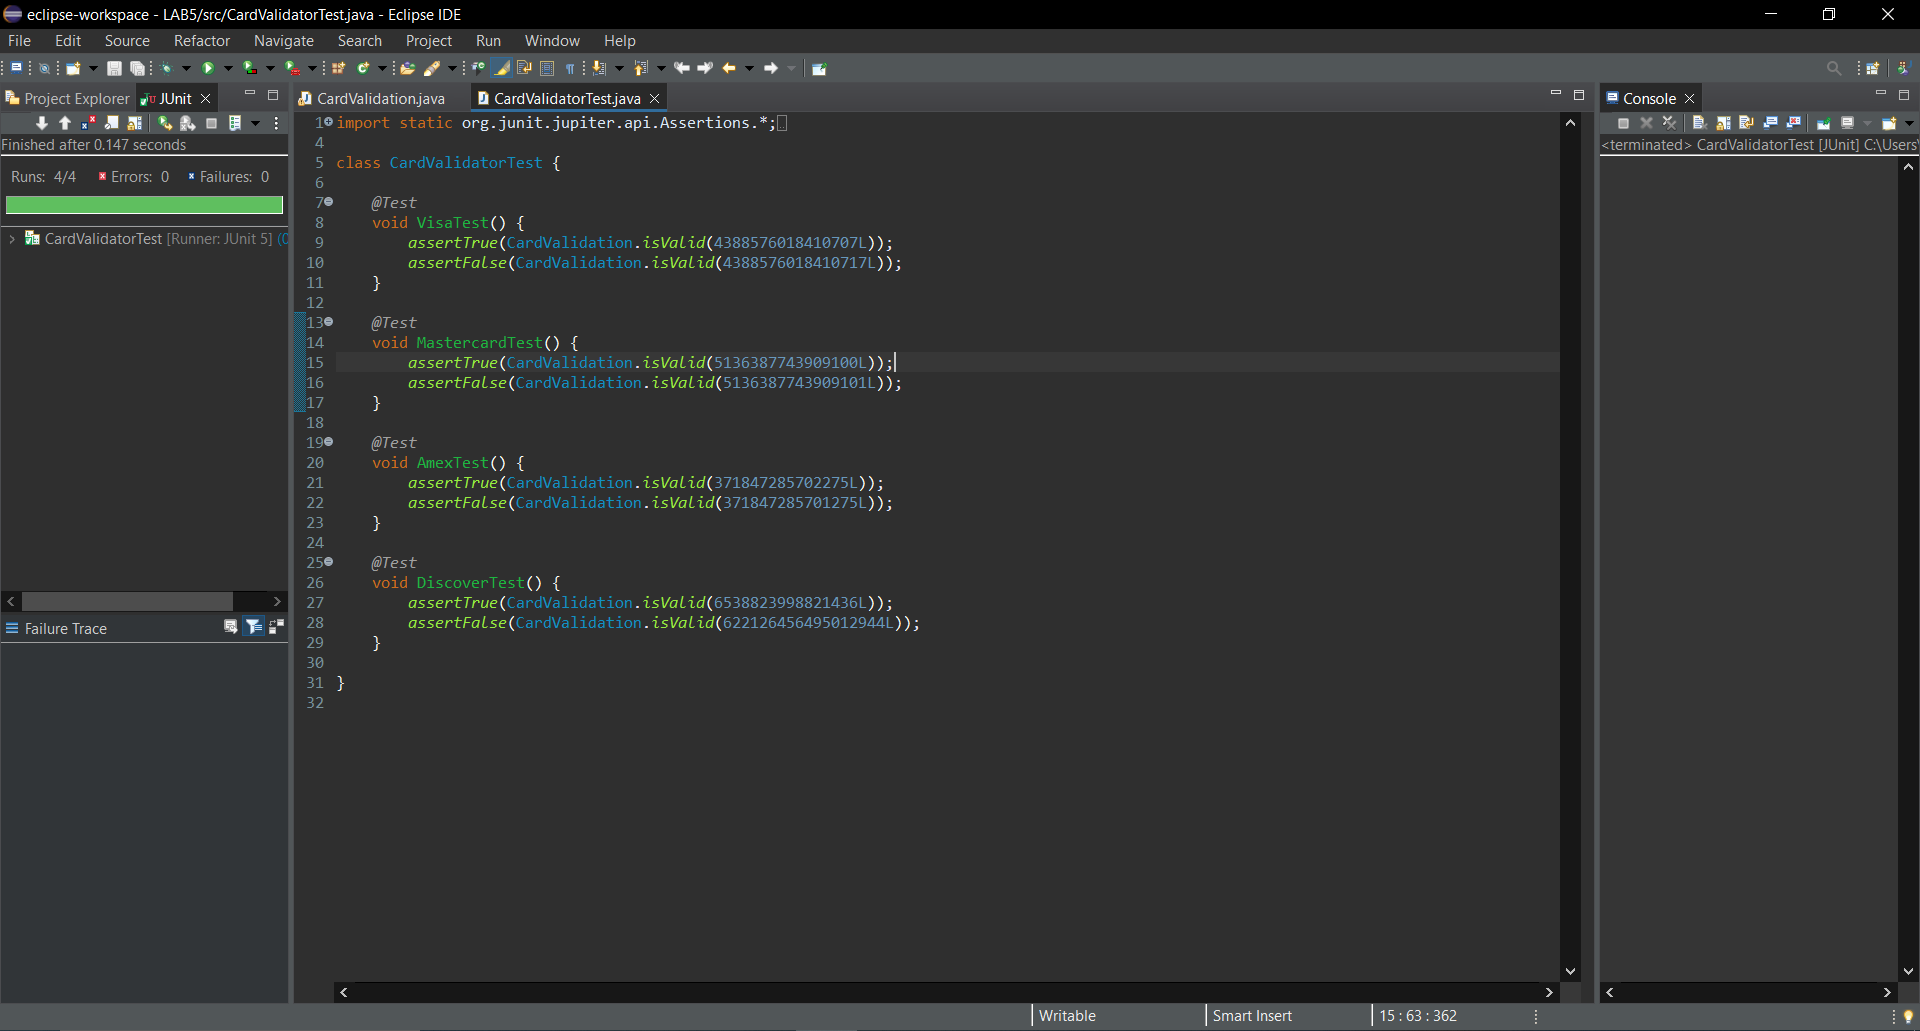 eclipse-workspace - LAB5/src/CardValidatorTest.java - Eclipse IDE
File Edit Source Refactor Navigate Search Project Run Window Help
Project Explorer JUnit
Finished after 0.147 seconds
Runs: 4/4 Errors: 0 Failures: 0
CardValidatorTest [Runner: JUnit 5] (0
Failure Trace
CardValidation.java CardValidatorTest.java
1 import static org.junit.jupiter.api.Assertions.*;
4
5 class CardValidatorTest {
6
7 @Test
8 void VisaTest() {
9 assertTrue(CardValidation.isValid(4388576018410707L));
10 assertFalse(CardValidation.isValid(4388576018410717L));
11 }
12
13 @Test
14 void MastercardTest() {
15 assertTrue(CardValidation.isValid(5136387743909100L));
16 assertFalse(CardValidation.isValid(5136387743909101L));
17 }
18
19 @Test
20 void AmexTest() {
21 assertTrue(CardValidation.isValid(371847285702275L));
22 assertFalse(CardValidation.isValid(371847285701275L));
23 }
24
25 @Test
26 void DiscoverTest() {
27 assertTrue(CardValidation.isValid(6538823998821436L));
28 assertFalse(CardValidation.isValid(622126456495012944L));
29 }
30
31 }
32
Console
<terminated> CardValidatorTest [JUnit] C:\Users\
Writable Smart Insert 15 : 63 : 362